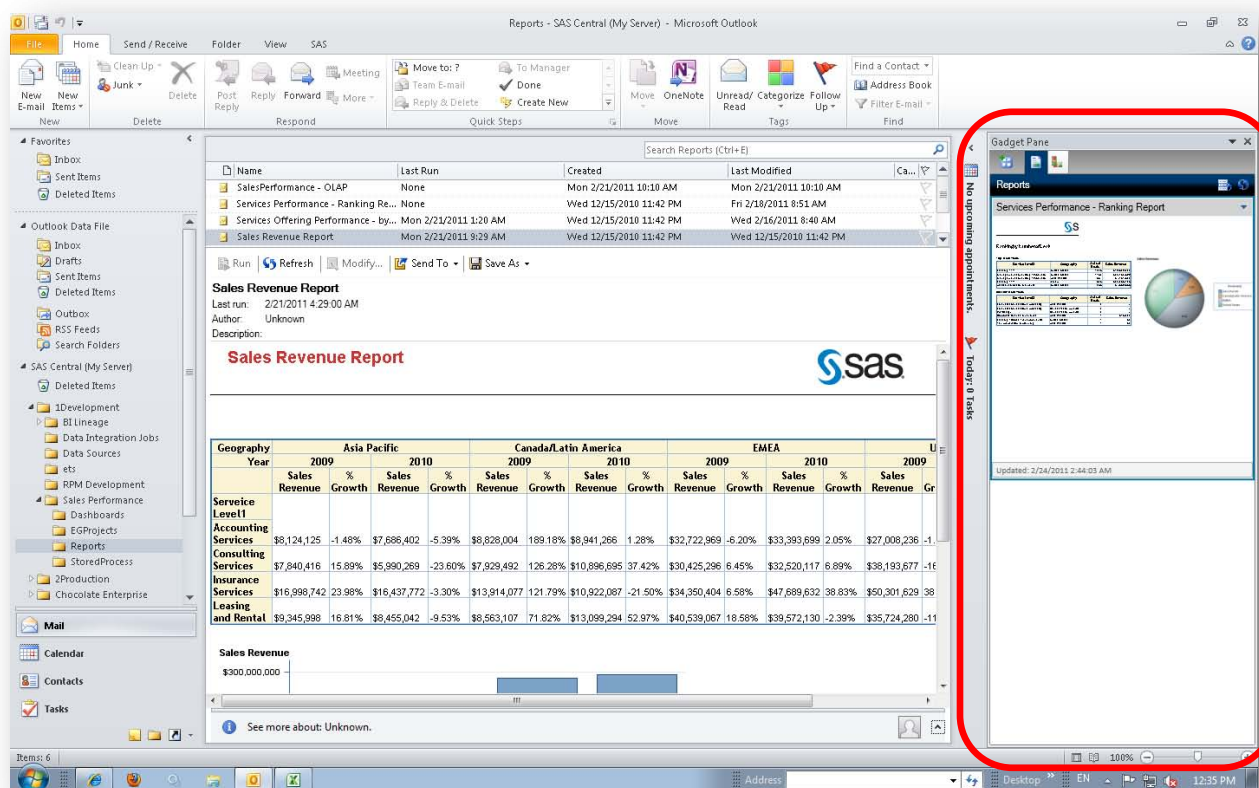 Reports - SAS Central (My Server) - Microsoft Outlook
File Home Send / Receive Folder View SAS
New E-mail
New Items
New
Clean Up
Junk
Delete
Delete
Post Reply
Reply
Forward
Meeting
More
Respond
Move to: ?
Team E-mail
Reply & Delete
To Manager
Done
Create New
Quick Steps
Move
OneNote
Move
Unread/ Read
Categorize
Follow Up
Tags
Find a Contact
Address Book
Filter E-mail
Find
Favorites
Inbox
Sent Items
Deleted Items
Outlook Data File
Inbox
Drafts
Sent Items
Deleted Items
Outbox
RSS Feeds
Search Folders
SAS Central (My Server)
Deleted Items
1Development
BI Lineage
Data Integration Jobs
Data Sources
ets
RPM Development
Sales Performance
Dashboards
EGProjects
Reports
StoredProcess
2Production
Chocolate Enterprise
Mail
Calendar
Contacts
Tasks
Search Reports (Ctrl+E)
Name Last Run Created Last Modified Ca...
SalesPerformance - OLAP None Mon 2/21/2011 10:10 AM Mon 2/21/2011 10:10 AM
Services Performance - Ranking Re... None Wed 12/15/2010 11:42 PM Fri 2/18/2011 8:51 AM
Services Offering Performance - by... Mon 2/21/2011 1:20 AM Wed 12/15/2010 11:42 PM Wed 2/16/2011 8:40 AM
Sales Revenue Report Mon 2/21/2011 9:29 AM Wed 12/15/2010 11:42 PM Wed 12/15/2010 11:42 PM
Run Refresh Modify... Send To Save As
Sales Revenue Report
Last run: 2/21/2011 4:29:00 AM
Author: Unknown
Description:
Sales Revenue Report
sas
Geography Asia Pacific Canada/Latin America EMEA U
Year 2009 2010 2009 2010 2009 2010 2009
Sales Revenue % Growth Sales Revenue % Growth Sales Revenue % Growth Sales Revenue % Growth Sales Revenue % Growth Sales Revenue % Growth Sales Revenue Gr
Serveice Level1
Accounting Services $8,124,125 -1.48% $7,686,402 -5.39% $8,828,004 189.18% $8,941,266 1.28% $32,722,969 -6.20% $33,393,699 2.05% $27,008,236 -1.
Consulting Services $7,840,416 15.89% $5,990,269 -23.60% $7,929,492 126.28% $10,896,695 37.42% $30,425,296 6.45% $32,520,117 6.89% $38,193,677 -16
Insurance Services $16,998,742 23.98% $16,437,772 -3.30% $13,914,077 121.79% $10,922,087 -21.50% $34,350,404 6.58% $47,689,632 38.83% $50,301,629 38
Leasing and Rental $9,345,998 16.81% $8,455,042 -9.53% $8,563,107 71.82% $13,099,294 52.97% $40,539,067 18.58% $39,572,130 -2.39% $35,724,280 -11
Sales Revenue
$300,000,000
See more about: Unknown.
No upcoming appointments.
Today: 0 Tasks
Gadget Pane
Reports
Services Performance - Ranking Report
Updated: 2/24/2011 2:44:03 AM
Items: 6
100%
Address
Desktop
EN
12:35 PM